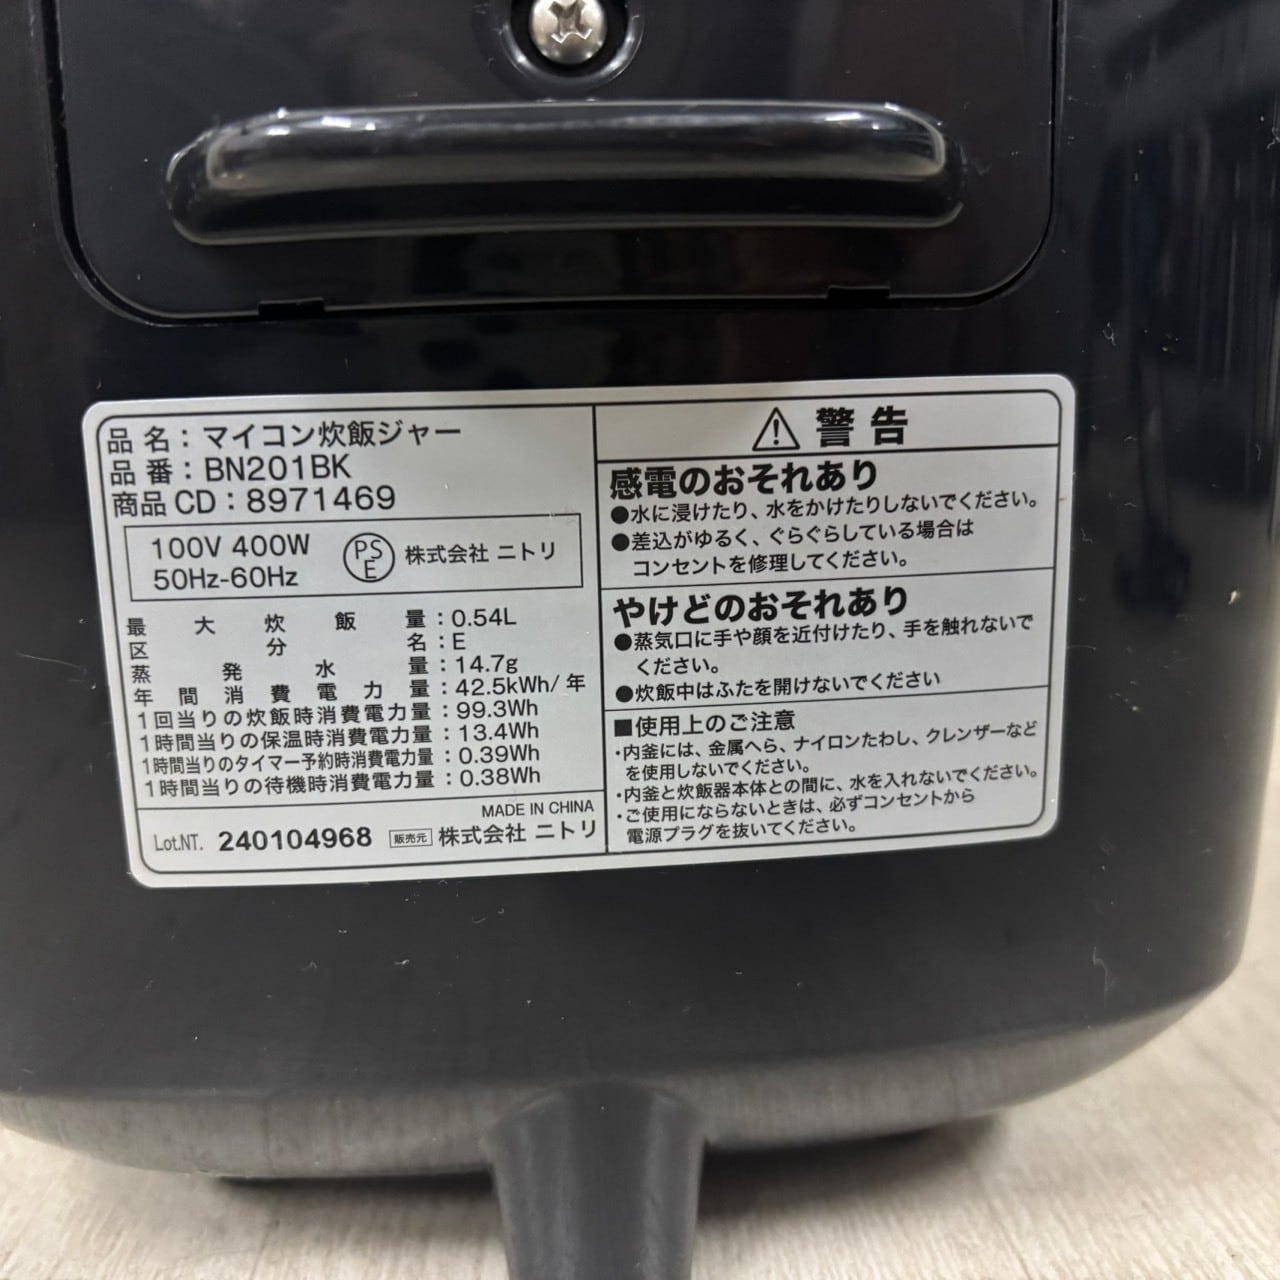 品名：マイコン炊飯ジャー
品番：BN201BK
商品CD：8971469
100V 400W
50Hz-60Hz
PSE
株式会社 ニトリ
最大炊飯量：0.54L
区分名：E
蒸発水量：14.7g
年間消費電力量：42.5kWh/年
1回当りの炊飯時消費電力量：99.3Wh
1時間当りの保温時消費電力量：13.4Wh
1時間当りのタイマー予約時消費電力量：0.39Wh
1時間当りの待機時消費電力量：0.38Wh
MADE IN CHINA
Lot.NT. 240104968 販売元 株式会社 ニトリ
警告
感電のおそれあり
●水に浸けたり、水をかけたりしないでください。
●差込がゆるく、ぐらぐらしている場合は
コンセントを修理してください。
やけどのおそれあり
●蒸気口に手や顔を近付けたり、手を触れないで
ください。
●炊飯中はふたを開けないでください
■使用上のご注意
・内釜には、金属へら、ナイロンたわし、クレンザーなど
を使用しないでください。
・内釜と炊飯器本体との間に、水を入れないでください。
・ご使用にならないときは、必ずコンセントから
電源プラグを抜いてください。